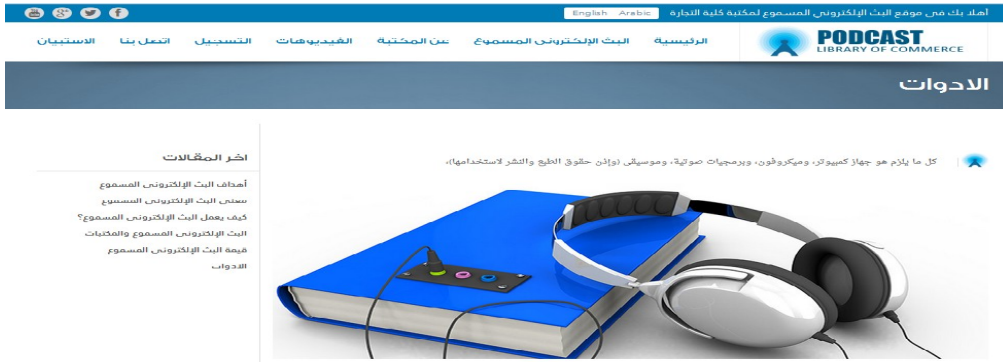 أهلا بك فى موقع البث الإلكترونى المسموع لمكتبة كلية التجارة
Arabic English
PODCAST
LIBRARY OF COMMERCE
الرئيسية البث الإلكترونى المسموع عن المكتبة الفيديوهات التسجيل اتصل بنا الاستبيان
الادوات
كل ما يلزم هو جهاز كمبيوتر، وميكروفون، وبرمجيات صوتية، وموسيقى (وإذن حقوق الطبع والنشر لاستخدامها)،
اخر المقالات
أهداف البث الإلكترونى المسموع
معنى البث الإلكترونى المسموع
كيف يعمل البث الإلكترونى المسموع؟
البث الإلكترونى المسموع والمكتبات
قيمة البث الإلكترونى المسموع
الادوات